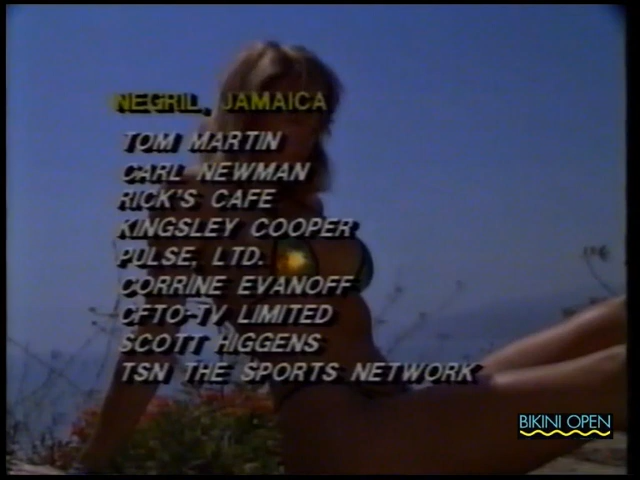 NEGRIL, JAMAICA
TOM MARTIN
CARL NEWMAN
RICK'S CAFE
KINGSLEY COOPER
PULSE, LTD.
CORRINE EVANOFF
CFTO-TV LIMITED
SCOTT HIGGENS
TSN THE SPORTS NETWORK
BIKINI OPEN